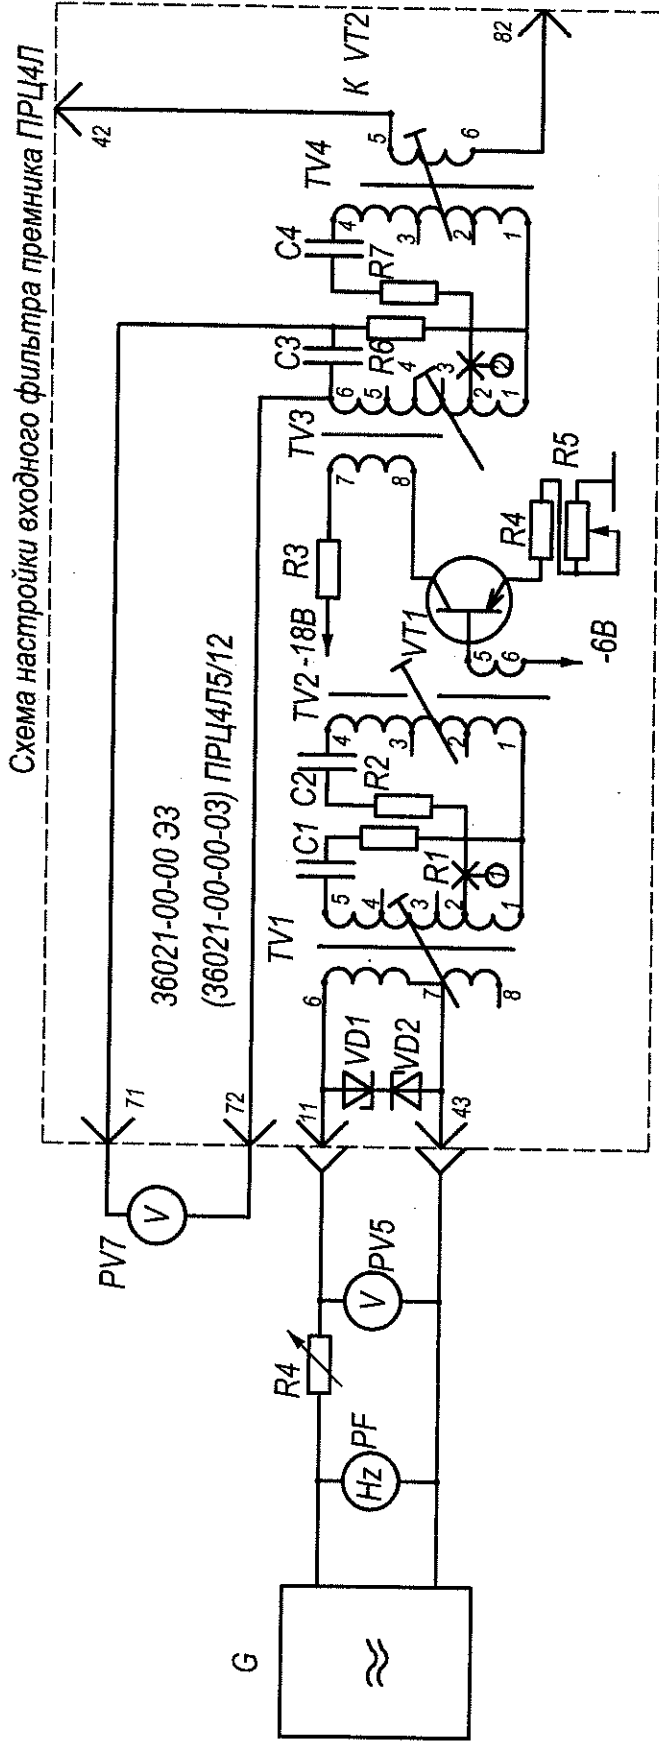 Схема настройки входного фильтра премника ПРЦ4Л
36021-00-00 ЭЗ
(36021-00-00-03) ПРЦ4Л5/12
G
Hz
PF
R4
V
PV5
V
PV7
71
72
11
43
VD1
VD2
6
7
8
TV1
5
4
3
2
1
C1
R1
1
C2
R2
TV2
4
3
2
1
-18В
VT1
5
6
-6В
R3
R4
R5
7
8
TV3
6
5
4
3
2
1
C3
R6
2
C4
R7
TV4
4
3
2
1
5
6
42
К VT2
82